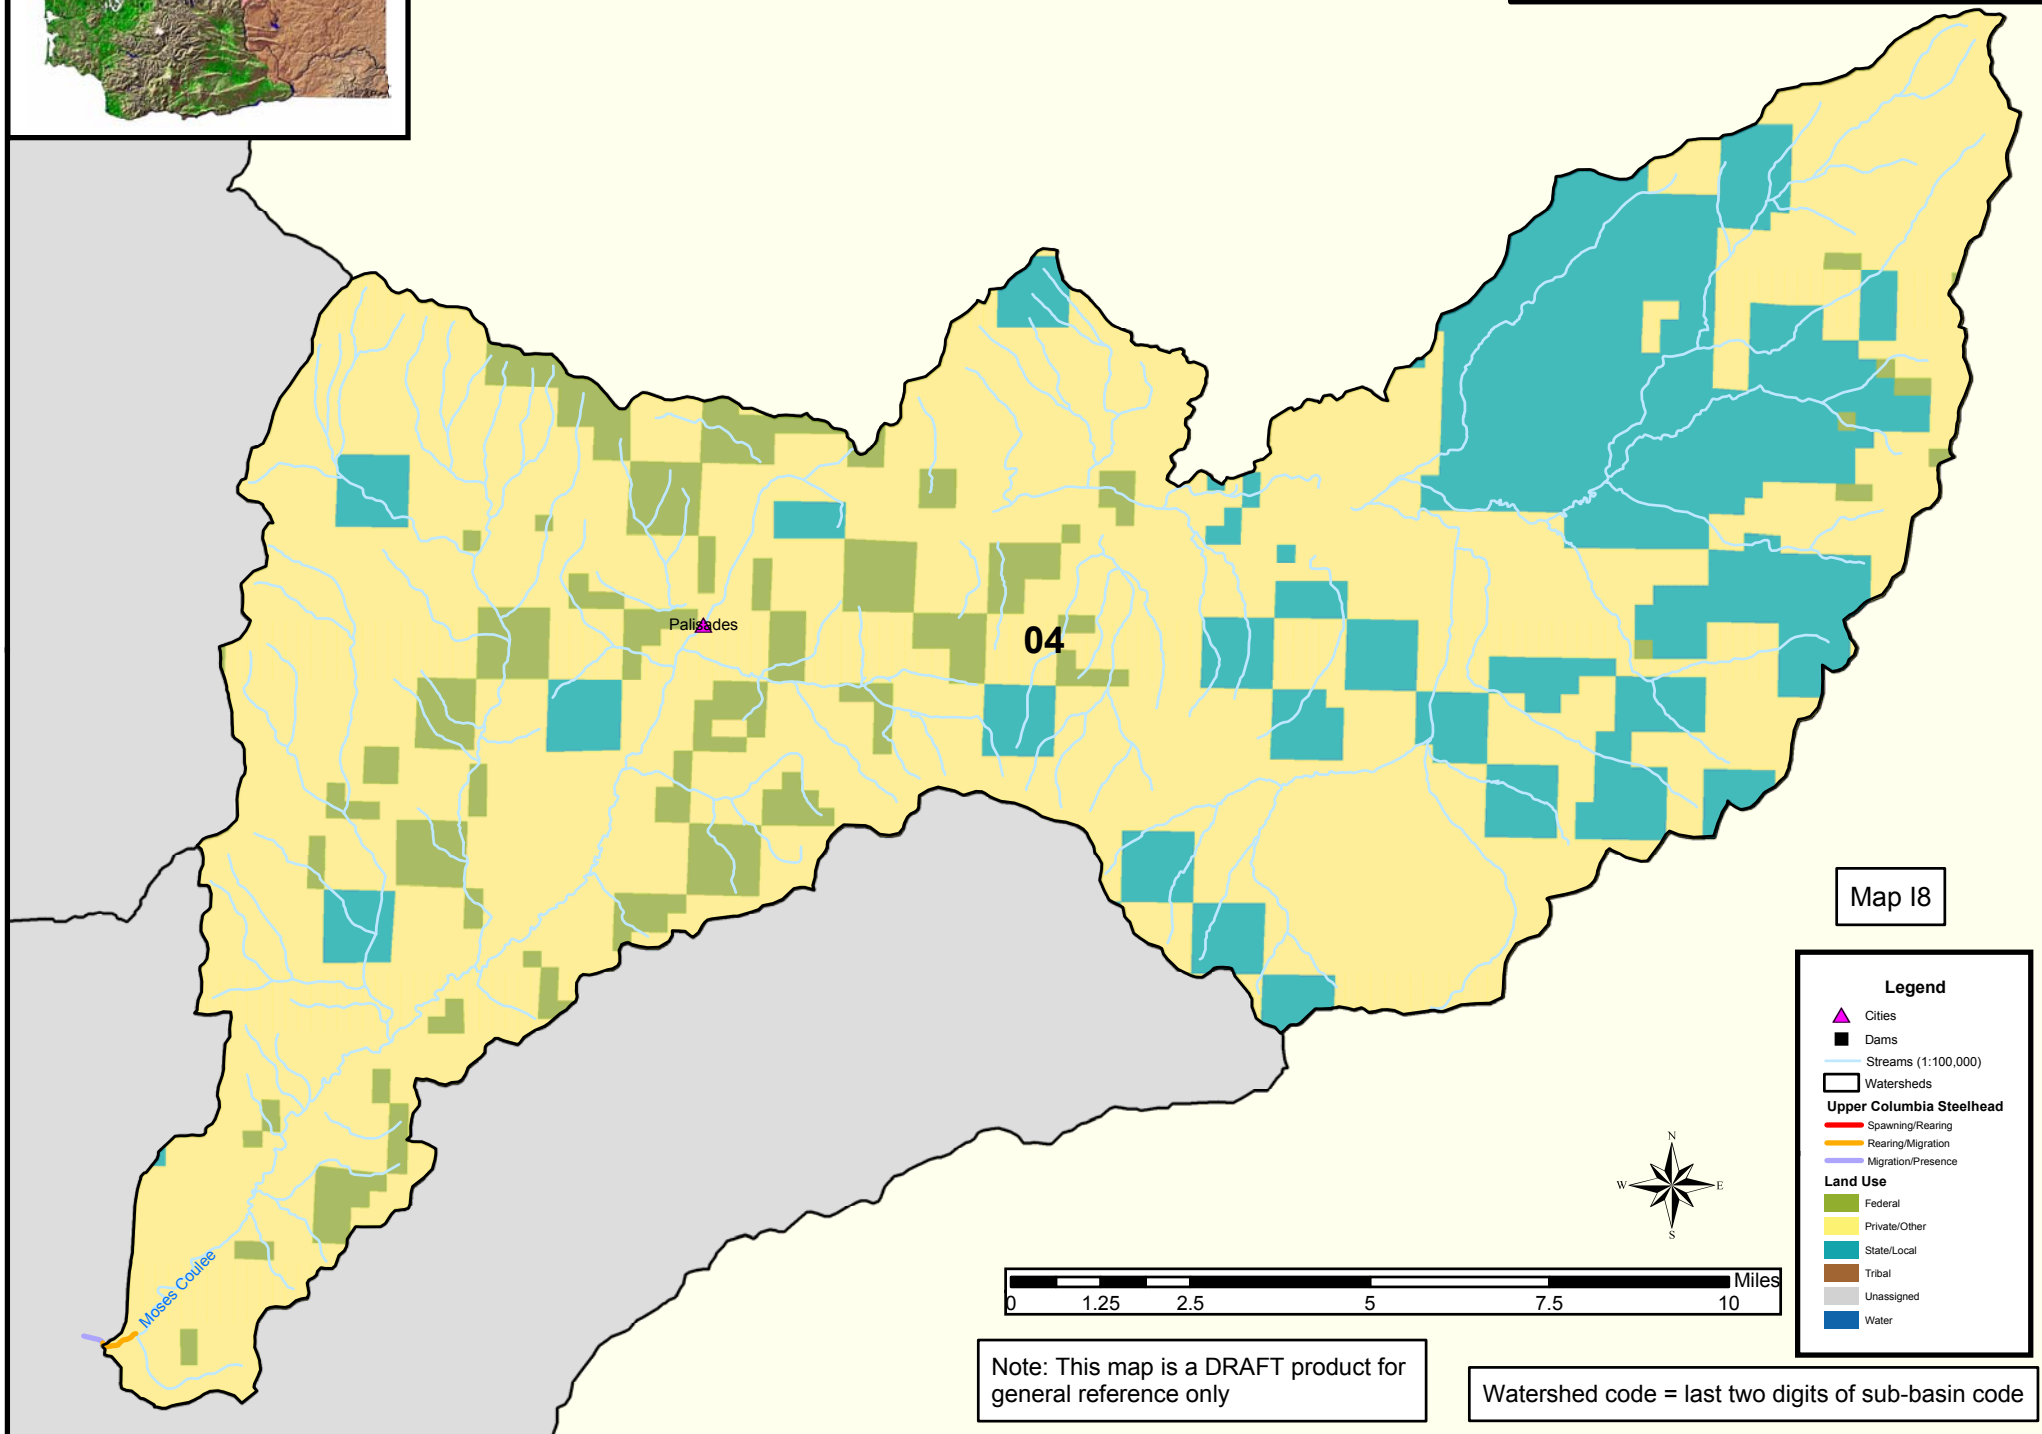 Palisades
04
Map I8
Moses Coulee
Legend
Cities
Dams
Streams (1:100,000)
Watersheds
Upper Columbia Steelhead
Spawning/Rearing
Rearing/Migration
Migration/Presence
Land Use
Federal
Private/Other
State/Local
Tribal
Unassigned
Water
N
W
E
S
Miles
0 1.25 2.5 5 7.5 10
Note: This map is a DRAFT product for
general reference only
Watershed code = last two digits of sub-basin code